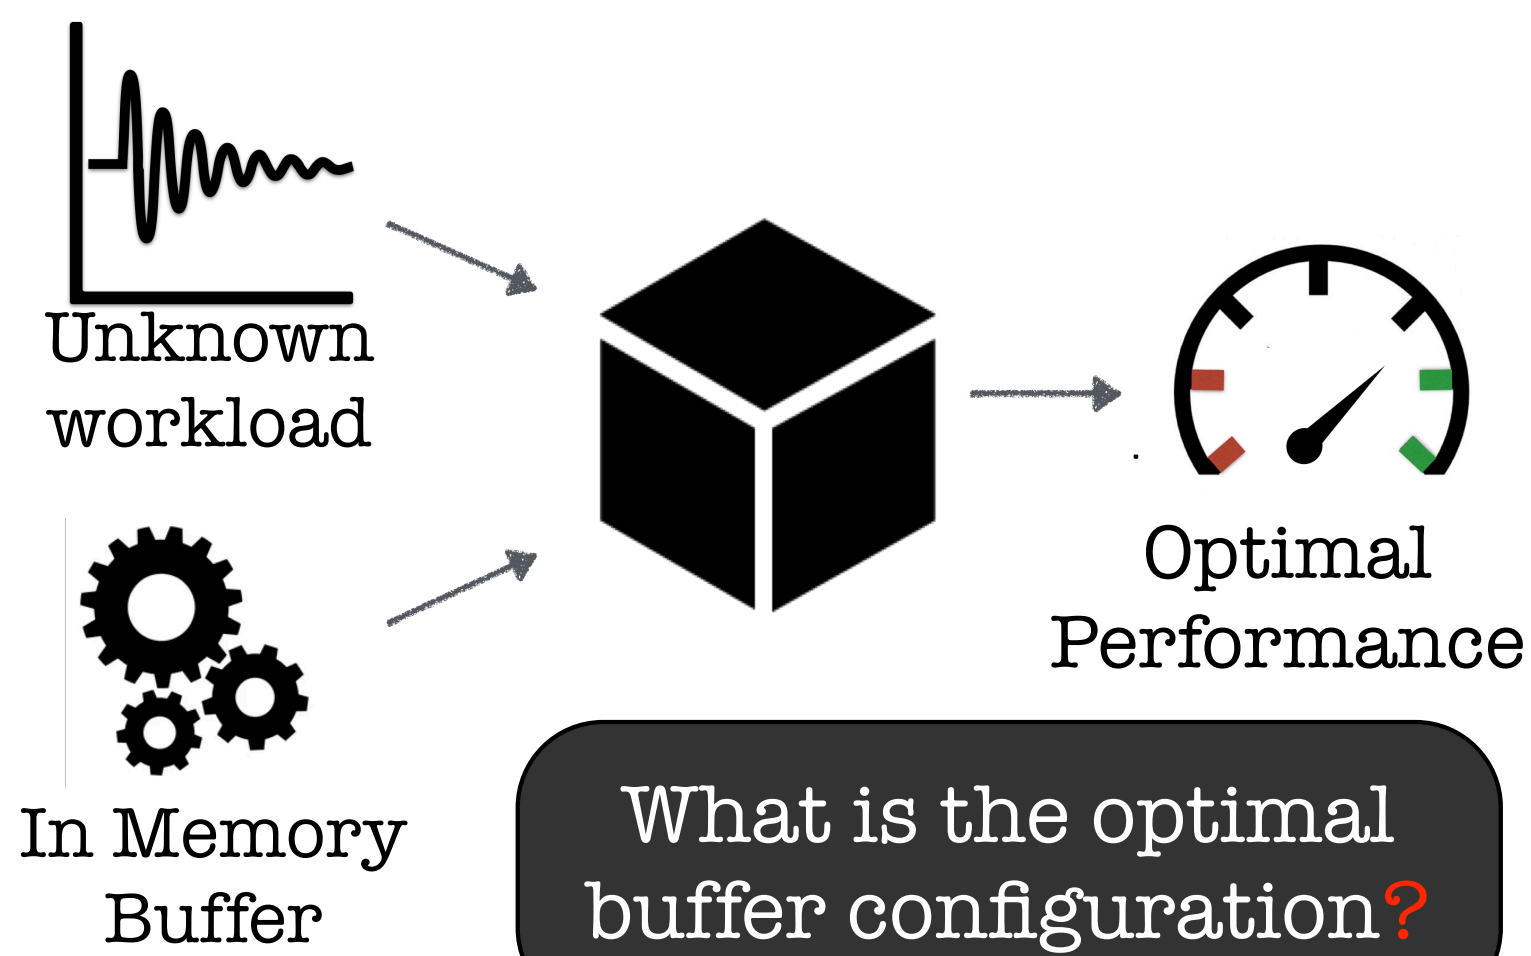 Unknown
workload
In Memory
Buffer
Optimal
Performance
What is the optimal
buffer configuration?